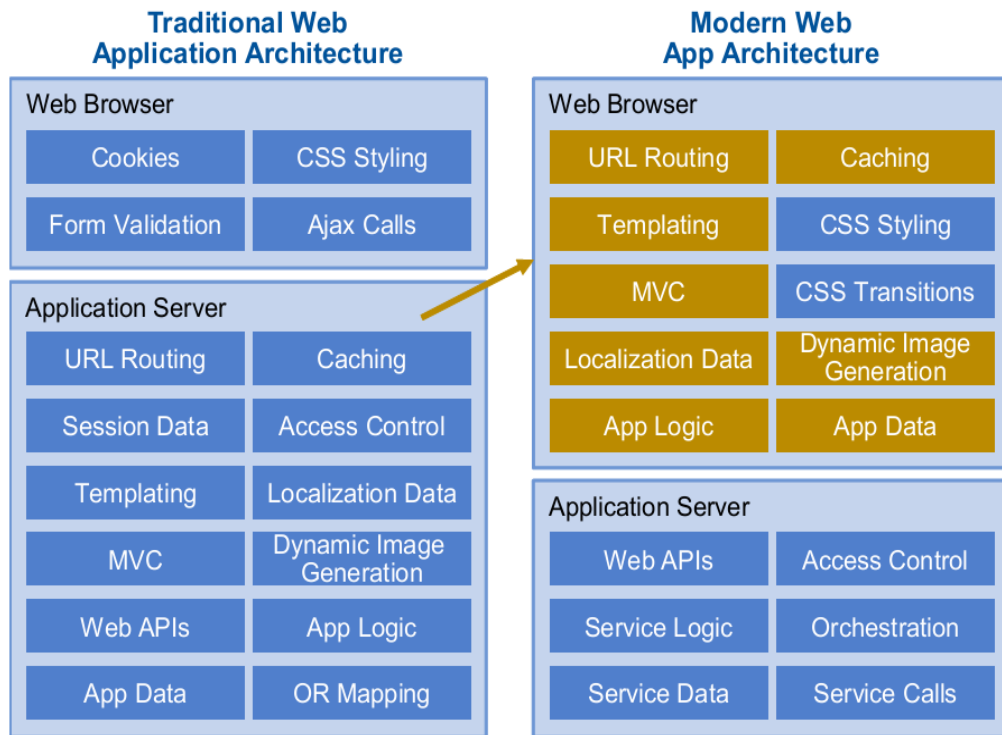 Traditional Web
Application Architecture
Web Browser
Cookies
CSS Styling
Form Validation
Ajax Calls
Application Server
URL Routing
Caching
Session Data
Access Control
Templating
Localization Data
MVC
Dynamic Image
Generation
Web APIs
App Logic
App Data
OR Mapping
Modern Web
App Architecture
Web Browser
URL Routing
Caching
Templating
CSS Styling
MVC
CSS Transitions
Localization Data
Dynamic Image
Generation
App Logic
App Data
Application Server
Web APIs
Access Control
Service Logic
Orchestration
Service Data
Service Calls